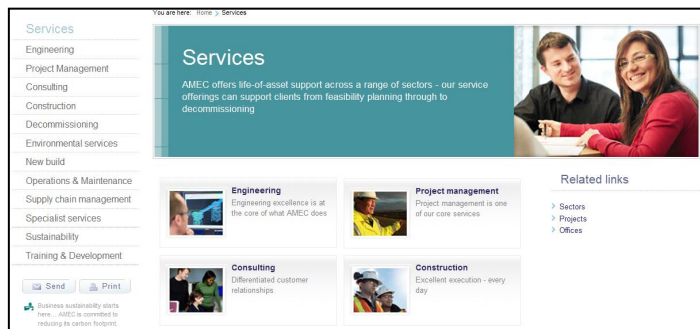 You are here: Home > Services
Services
Engineering
Project Management
Consulting
Construction
Decommissioning
Environmental services
New build
Operations & Maintenance
Supply chain management
Specialist services
Sustainability
Training & Development
Send Print
Business sustainability starts
here... AMEC is committed to
reducing its carbon footprint.
Services
AMEC offers life-of-asset support across a range of sectors - our service
offerings can support clients from feasibility planning through to
decommissioning
Engineering
Engineering excellence is at
the core of what AMEC does
Project management
Project management is one
of our core services
Consulting
Differentiated customer
relationships
Construction
Excellent execution - every
day
Related links
> Sectors
> Projects
> Offices